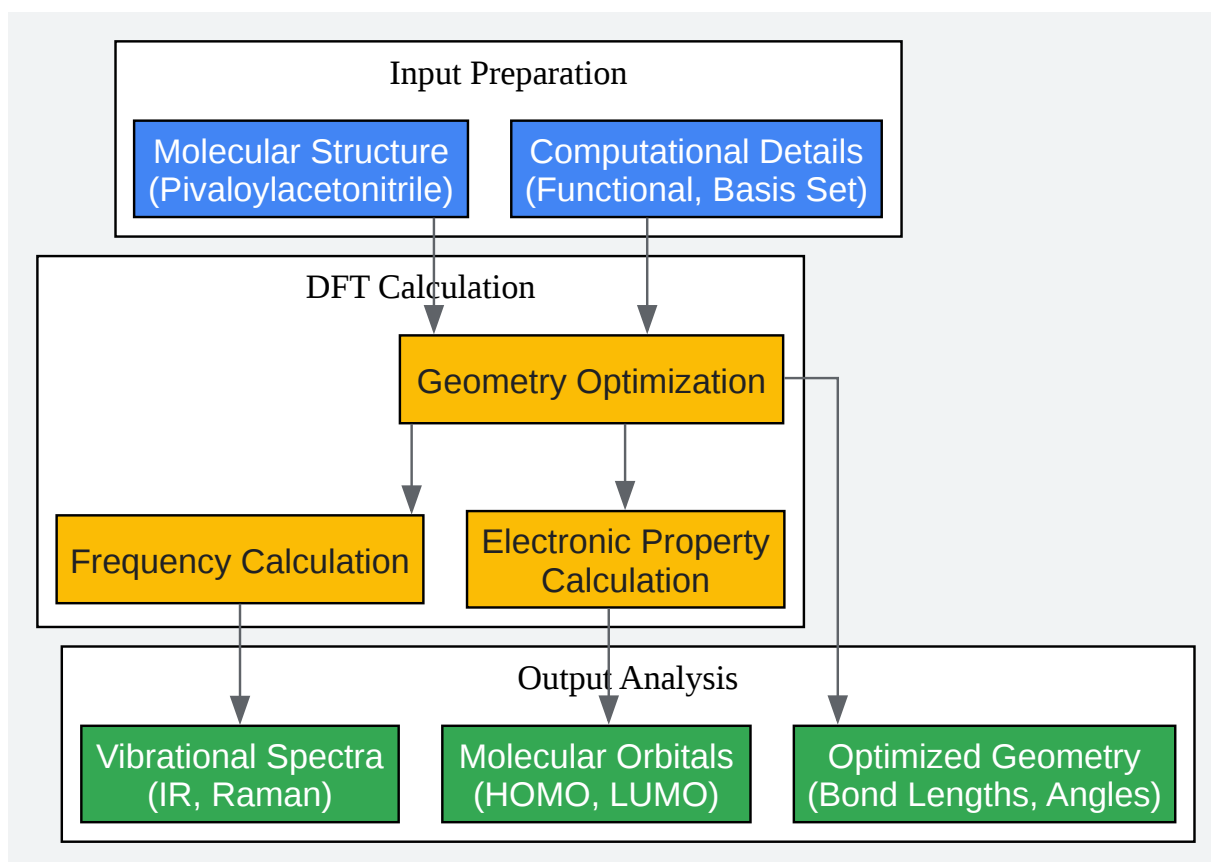 Input Preparation
Molecular Structure
(Pivaloylacetonitrile)
Computational Details
(Functional, Basis Set)
DFT Calculation
Geometry Optimization
Frequency Calculation
Electronic Property
Calculation
Output Analysis
Vibrational Spectra
(IR, Raman)
Molecular Orbitals
(HOMO, LUMO)
Optimized Geometry
(Bond Lengths, Angles)